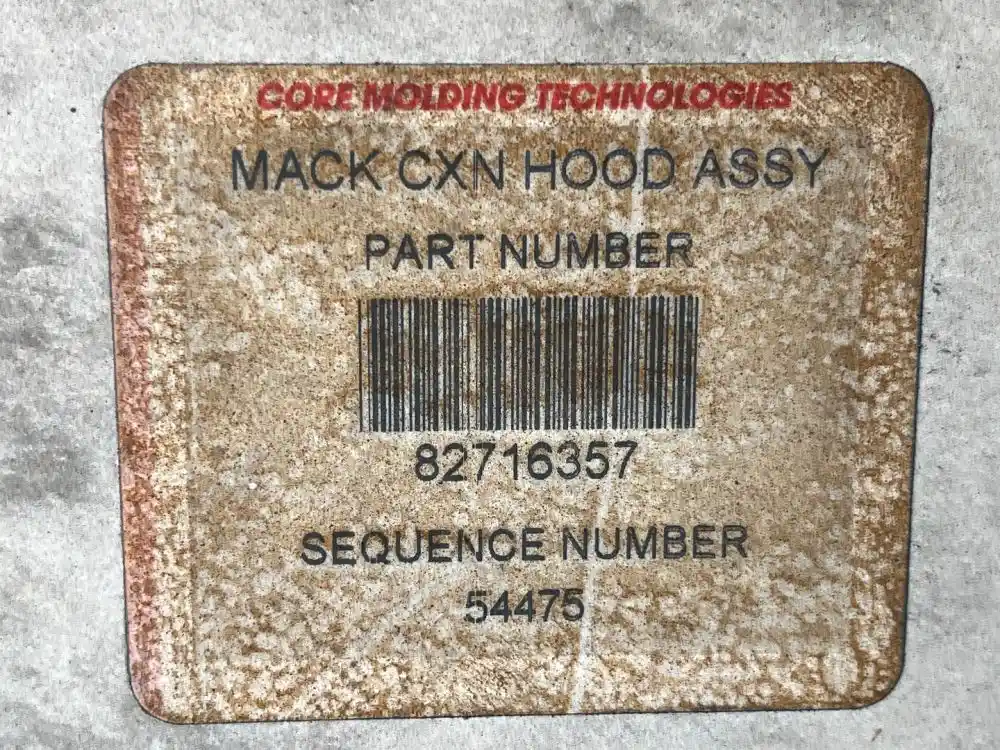 CORE MOLDING TECHNOLOGIES
MACK CXN HOOD ASSY
PART NUMBER
82716357
SEQUENCE NUMBER
54475